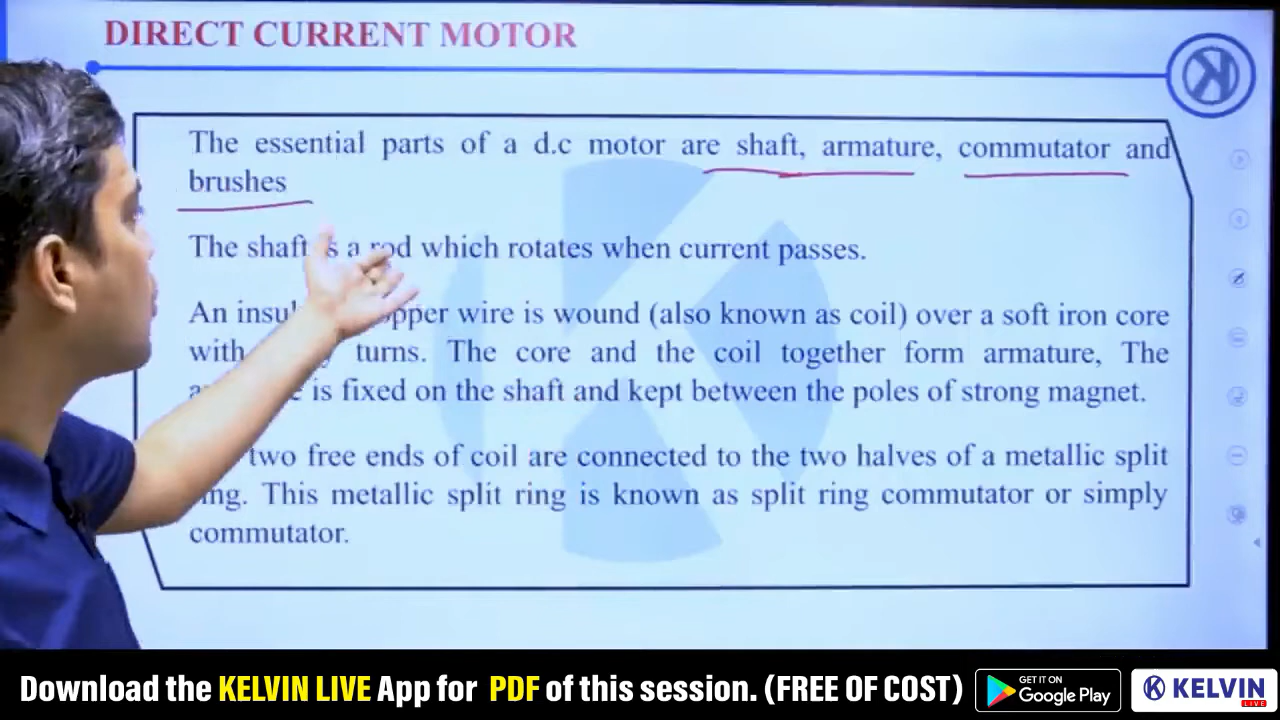 DIRECT CURRENT MOTOR
The essential parts of a d.c motor are shaft, armature, commutator and
brushes
The shaft is a rod which rotates when current passes.
An insul pper wire is wound (also known as coil) over a soft iron core
with turns. The core and the coil together form armature, The
is fixed on the shaft and kept between the poles of strong magnet.
two free ends of coil are connected to the two halves of a metallic split
ing. This metallic split ring is known as split ring commutator or simply
commutator.
Download the KELVIN LIVE App for PDF of this session. (FREE OF COST)
GET IT ON
Google Play
KELVIN
LIVE